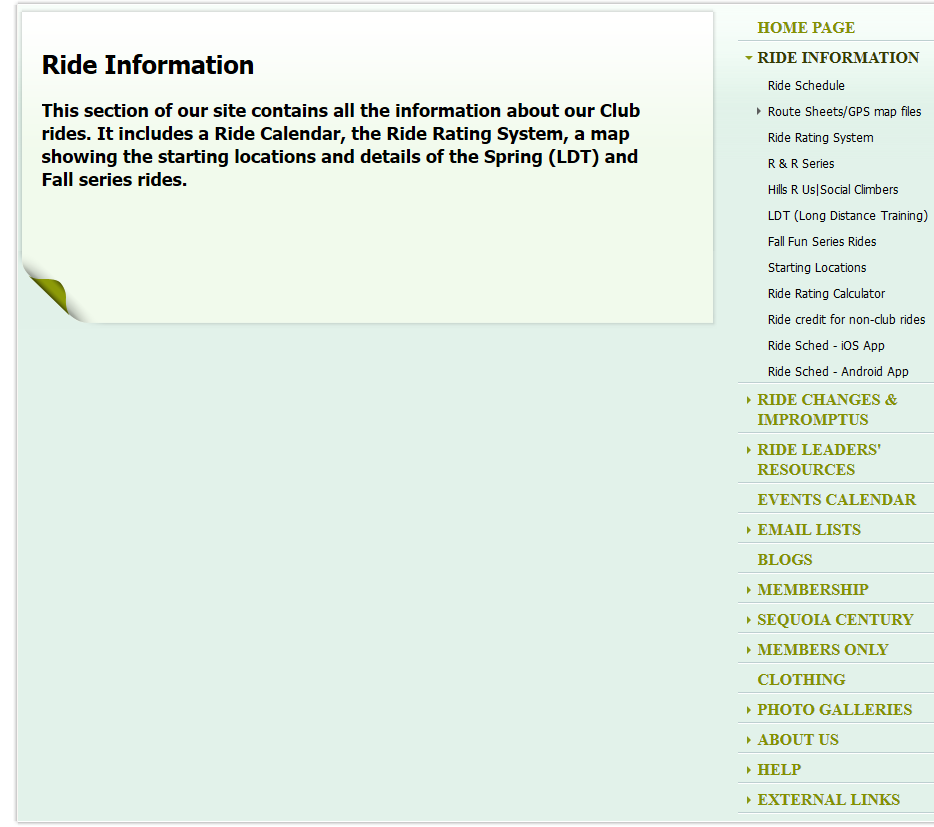 Ride Information
This section of our site contains all the information about our Club
rides. It includes a Ride Calendar, the Ride Rating System, a map
showing the starting locations and details of the Spring (LDT) and
Fall series rides.
HOME PAGE
RIDE INFORMATION
Ride Schedule
Route Sheets/GPS map files
Ride Rating System
R & R Series
Hills R Us|Social Climbers
LDT (Long Distance Training)
Fall Fun Series Rides
Starting Locations
Ride Rating Calculator
Ride credit for non-club rides
Ride Sched - iOS App
Ride Sched - Android App
RIDE CHANGES &
IMPROMPTUS
RIDE LEADERS'
RESOURCES
EVENTS CALENDAR
EMAIL LISTS
BLOGS
MEMBERSHIP
SEQUOIA CENTURY
MEMBERS ONLY
CLOTHING
PHOTO GALLERIES
ABOUT US
HELP
EXTERNAL LINKS